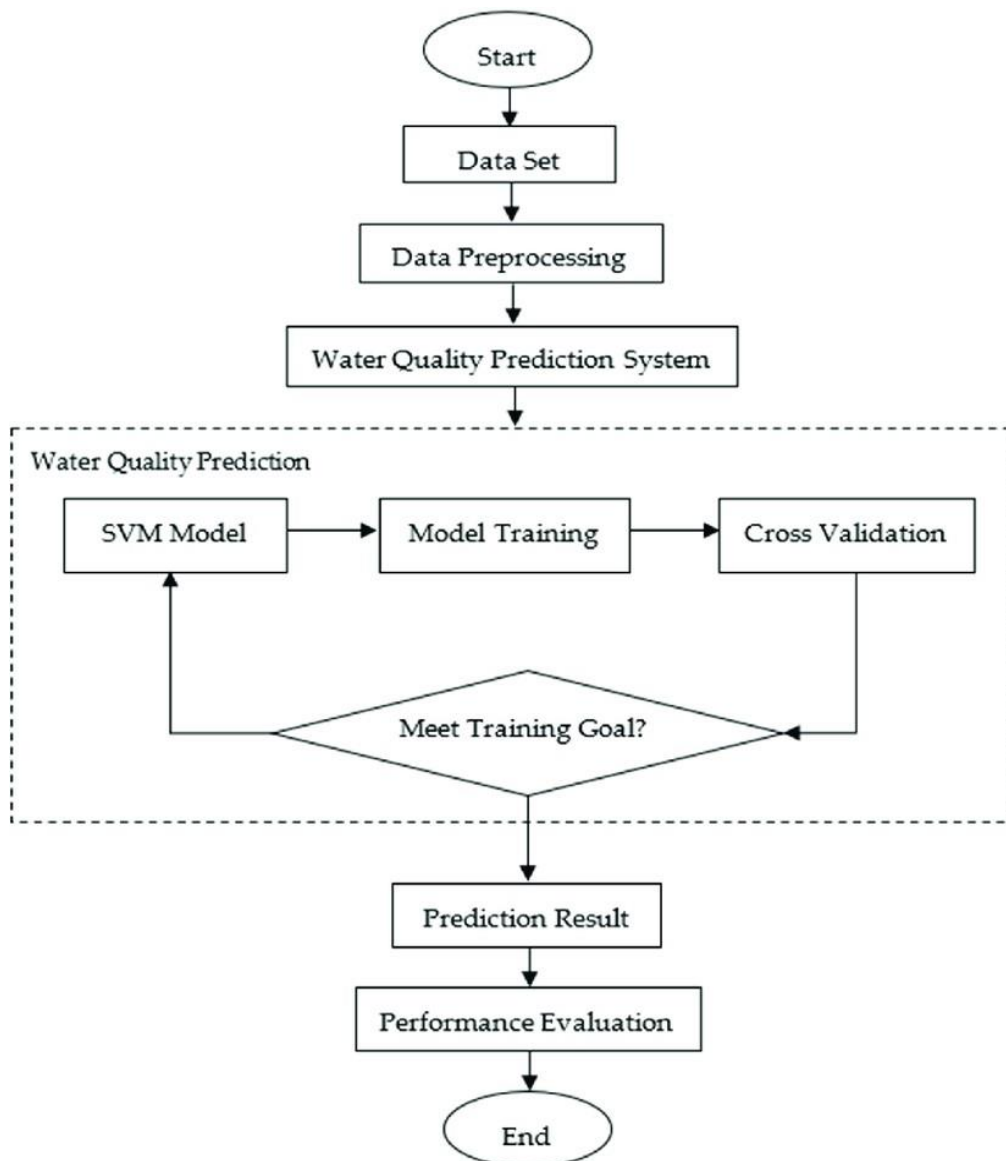 Start
Data Set
Data Preprocessing
Water Quality Prediction System
Water Quality Prediction
SVM Model
Model Training
Cross Validation
Meet Training Goal?
Prediction Result
Performance Evaluation
End